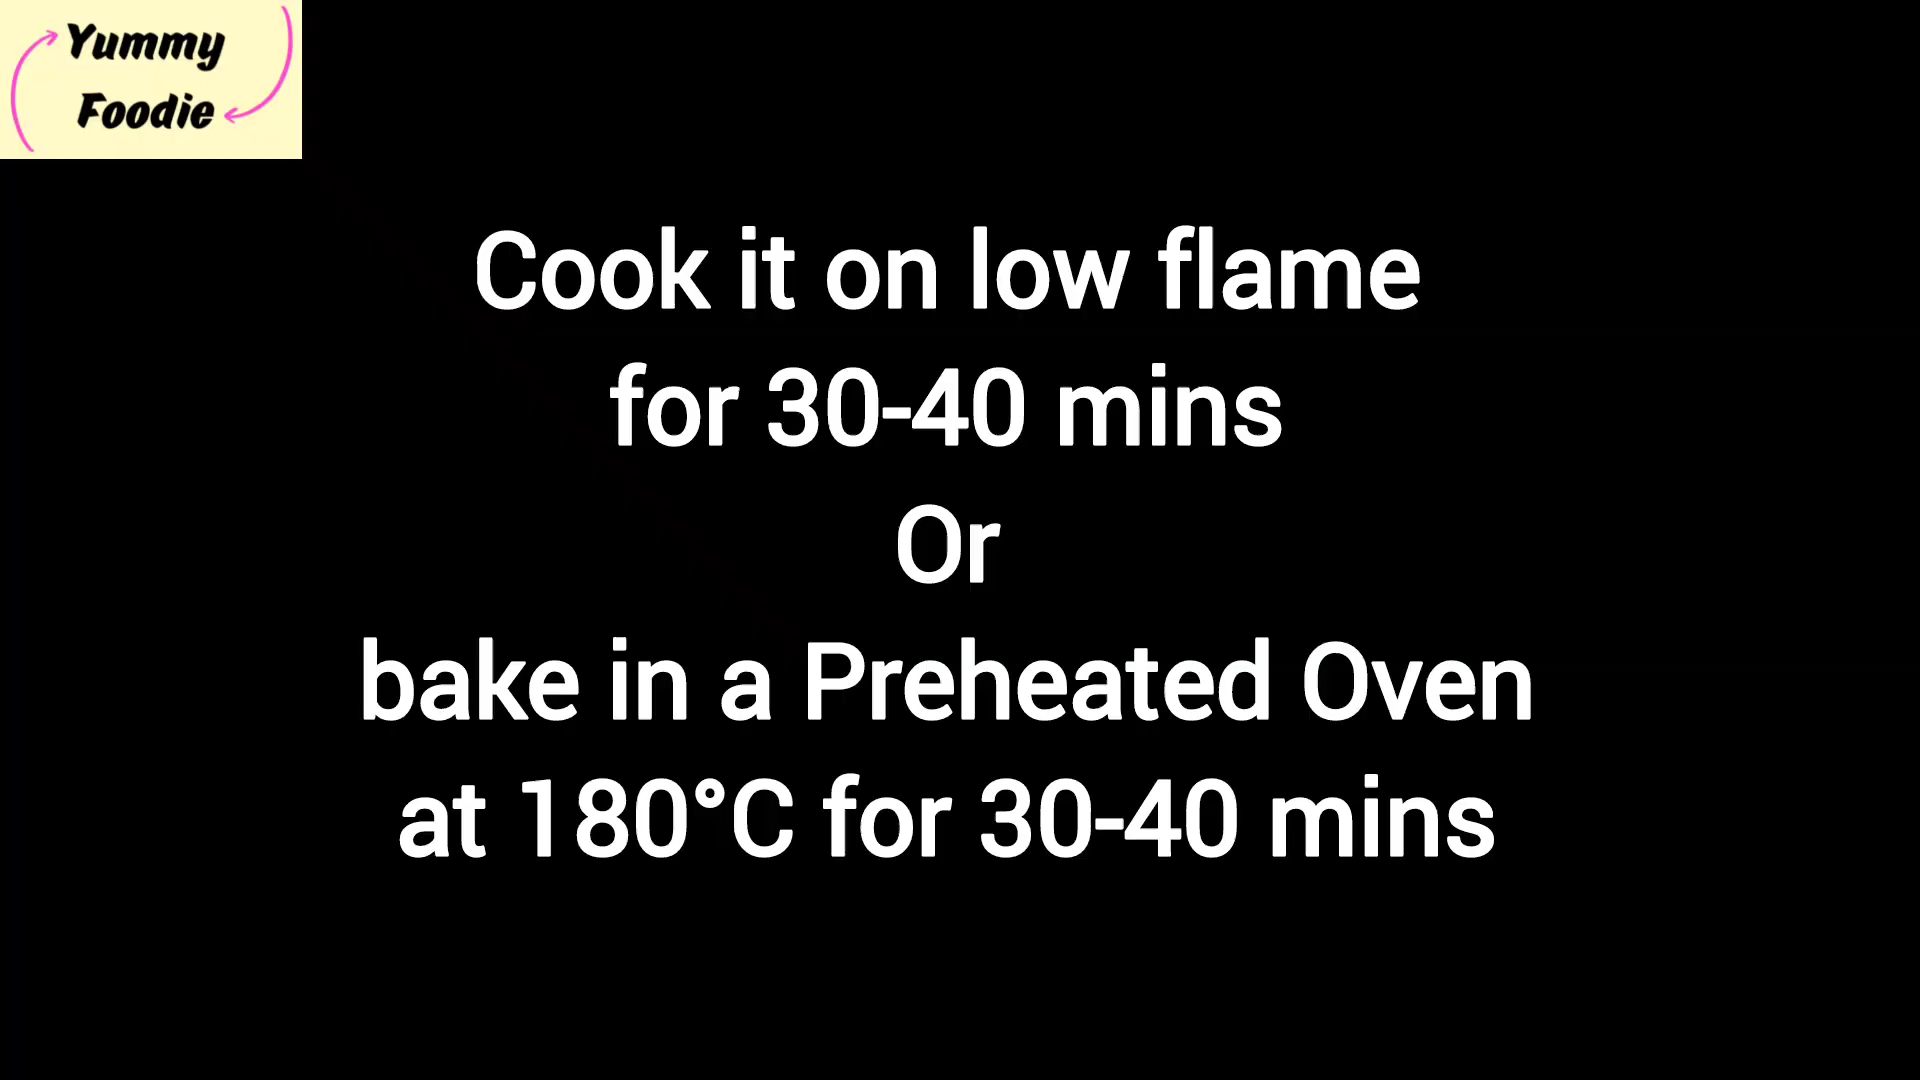 Yummy
Foodie
Cook it on low flame
for 30-40 mins
Or
bake in a Preheated Oven
at 180°C for 30-40 mins